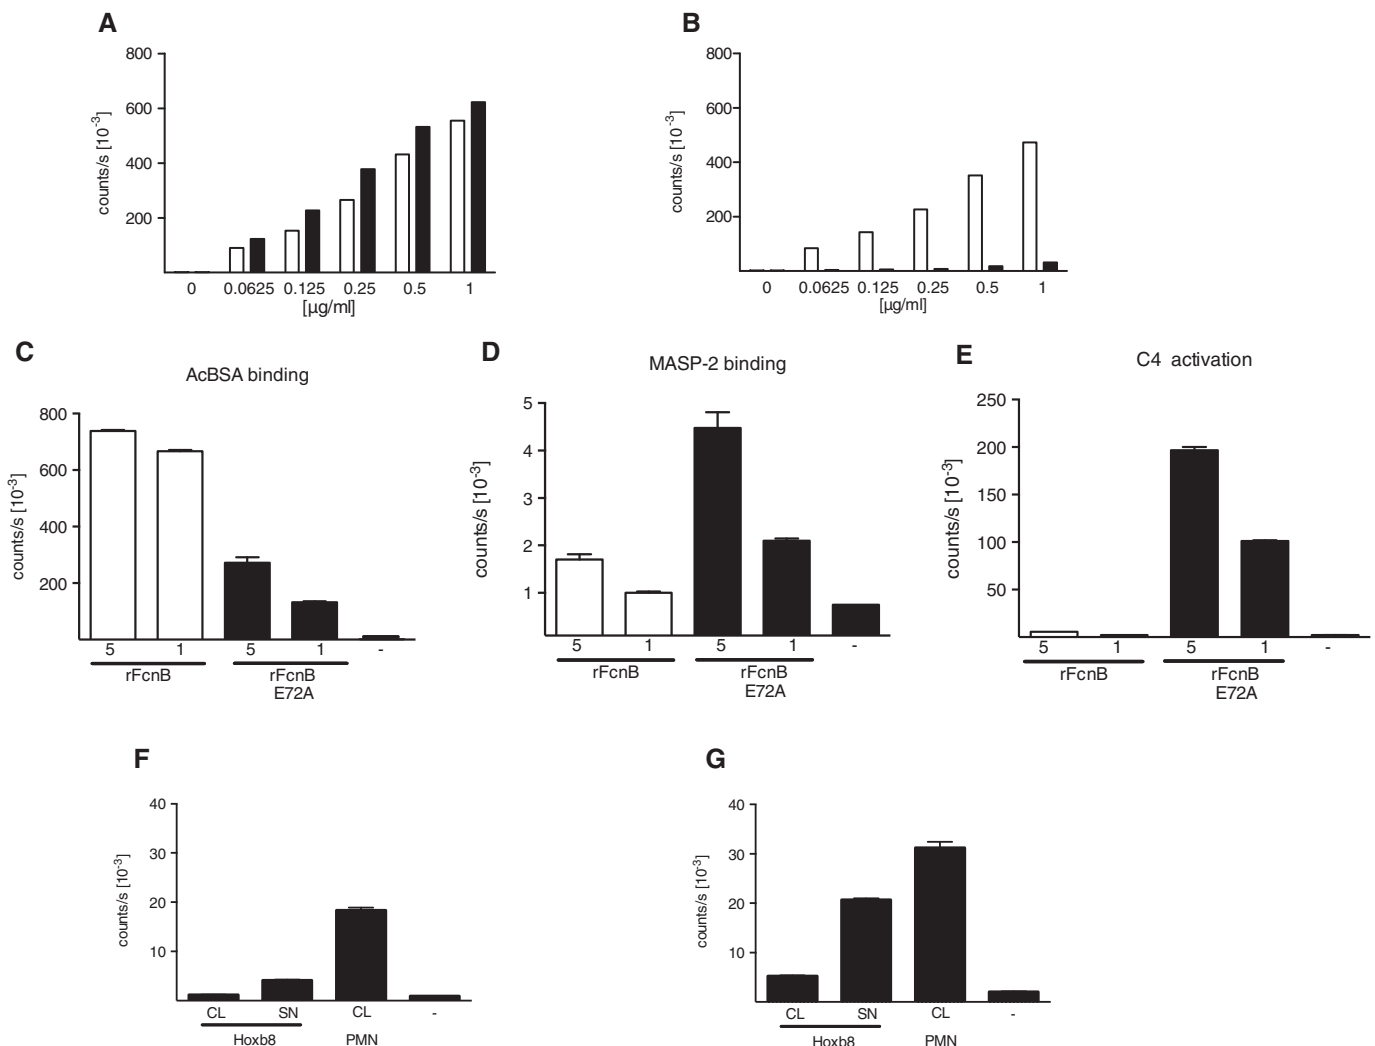 A
800
600
400
200
counts/s [10-3]
0 0.0625 0.125 0.25 0.5 1
[µg/ml]
B
800
600
400
200
counts/s [10-3]
0 0.0625 0.125 0.25 0.5 1
[µg/ml]
C
AcBSA binding
800
600
400
200
counts/s [10-3]
5 1 5 1 -
rFcnB rFcnB
E72A
D
MASP-2 binding
5
4
3
2
1
counts/s [10-3]
5 1 5 1 -
rFcnB rFcnB
E72A
E
C4 activation
250
200
150
100
50
counts/s [10-3]
5 1 5 1 -
rFcnB rFcnB
E72A
F
40
30
20
10
counts/s [10-3]
CL SN CL -
Hoxb8 PMN
G
40
30
20
10
counts/s [10-3]
CL SN CL -
Hoxb8 PMN